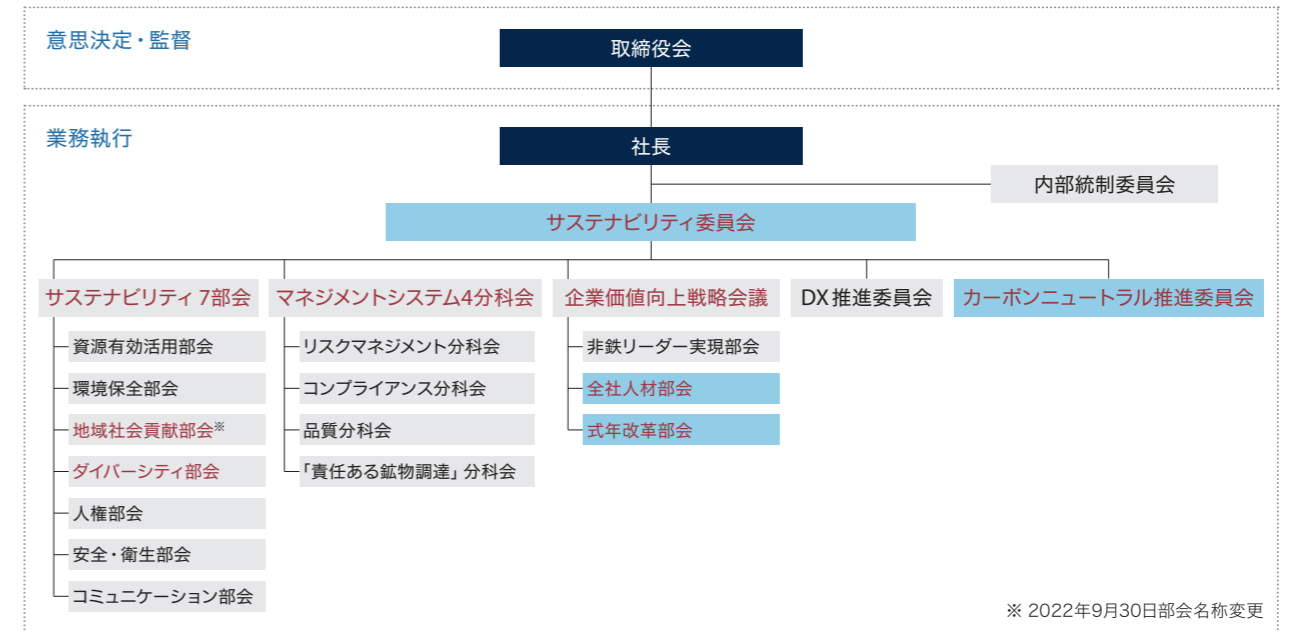 意思決定・監督
取締役会
業務執行
社長
内部統制委員会
サステナビリティ委員会
サステナビリティ 7部会
マネジメントシステム4分科会
企業価値向上戦略会議
DX推進委員会
カーボンニュートラル推進委員会
資源有効活用部会
環境保全部会
地域社会貢献部会※
ダイバーシティ部会
人権部会
安全・衛生部会
コミュニケーション部会
リスクマネジメント分科会
コンプライアンス分科会
品質分科会
「責任ある鉱物調達」分科会
非鉄リーダー実現部会
全社人材部会
式年改革部会
※ 2022年9月30日部会名称変更